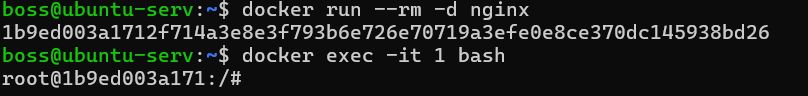 boss@ubuntu-serv:~$ docker run --rm -d nginx
1b9ed003a1712f714a3e8e3f793b6e726e70719a3efe0e8ce370dc145938bd26
boss@ubuntu-serv:~$ docker exec -it 1 bash
root@1b9ed003a171:/#